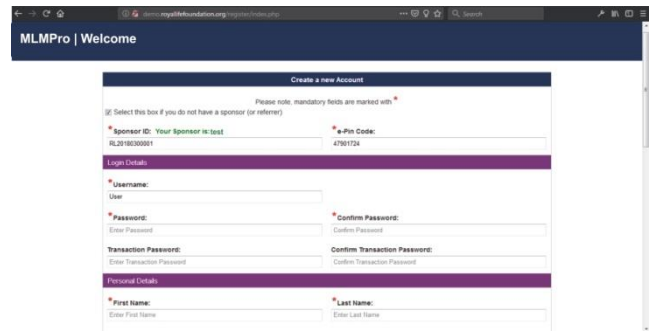 demo.royallifefoundation.org/register/index.php
Search
MLMPro | Welcome
Create a new Account
Please note, mandatory fields are marked with *
Select this box if you do not have a sponsor (or referrer)
*Sponsor ID: Your Sponsor is:test
*e-Pin Code:
RL20180300001
47901724
Login Details
*Username:
User
*Password:
*Confirm Password:
Enter Password
Confirm Password
Transaction Password:
Confirm Transaction Password:
Enter Transaction Password
Confirm Transaction Password
Personal Details
*First Name:
*Last Name:
Enter First Name
Enter Last Name